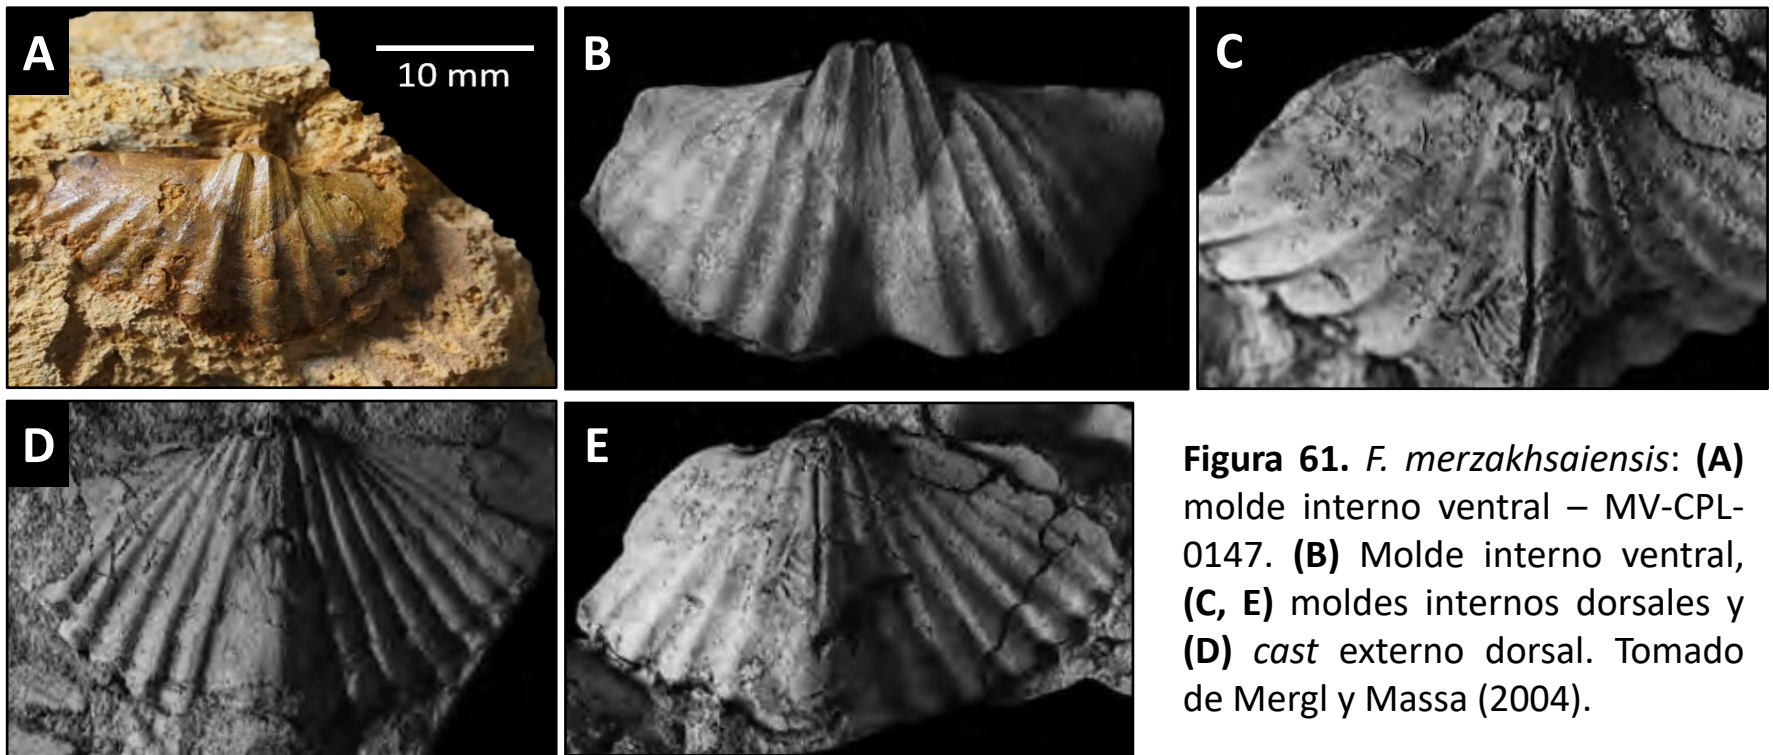 A
10 mm
B
C
D
E
Figura 61. F. merzakhsaiensis: (A)
molde interno ventral – MV-CPL-
0147. (B) Molde interno ventral,
(C, E) moldes internos dorsales y
(D) cast externo dorsal. Tomado
de Mergl y Massa (2004).